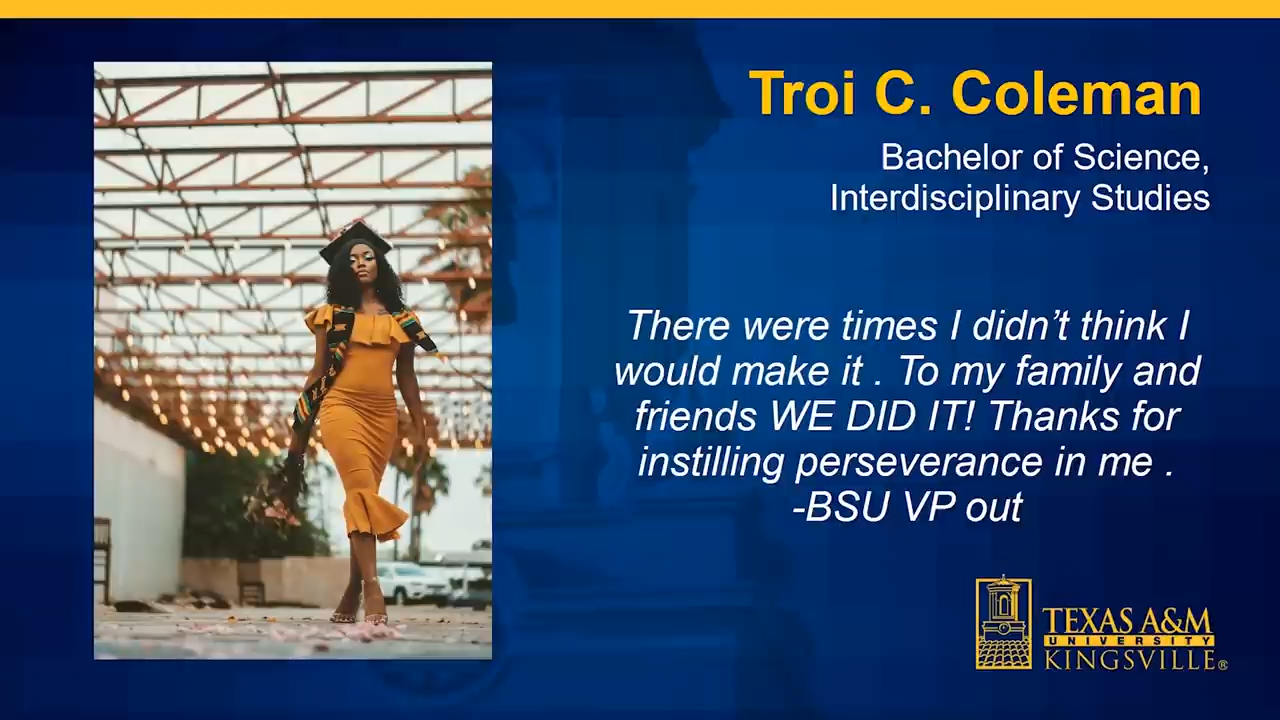 Troi C. Coleman
Bachelor of Science,
Interdisciplinary Studies
There were times I didn’t think I
would make it . To my family and
friends WE DID IT! Thanks for
instilling perseverance in me .
-BSU VP out
TEXAS A&M
UNIVERSITY
KINGSVILLE®